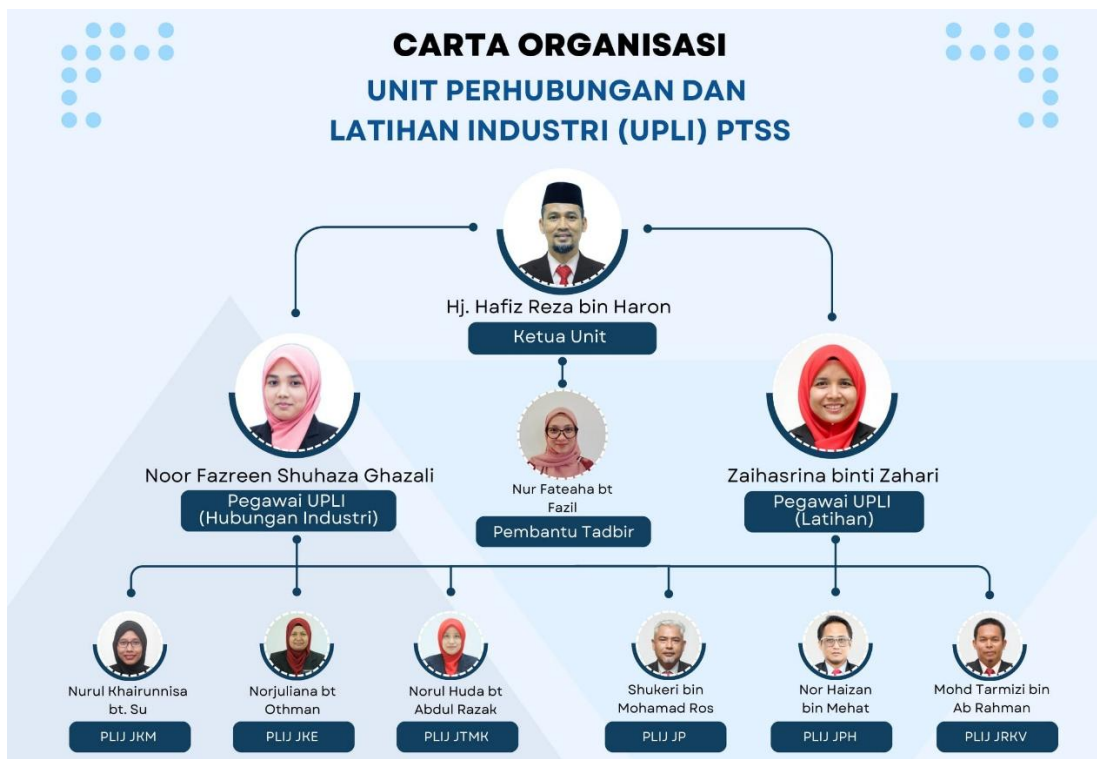 CARTA ORGANISASI
UNIT PERHUBUNGAN DAN
LATIHAN INDUSTRI (UPLI) PTSS
Hj. Hafiz Reza bin Haron
Ketua Unit
Noor Fazreen Shuhaza Ghazali
Pegawai UPLI
(Hubungan Industri)
Nur Fateaha bt
Fazil
Pembantu Tadbir
Zaihasrina binti Zahari
Pegawai UPLI
(Latihan)
Nurul Khairunnisa
bt. Su
PLIJ JKM
Norjuliana bt
Othman
PLIJ JKE
Norul Huda bt
Abdul Razak
PLIJ JTMK
Shukeri bin
Mohamad Ros
PLIJ JP
Nor Haizan
bin Mehat
PLIJ JPH
Mohd Tarmizi bin
Ab Rahman
PLIJ JRKV